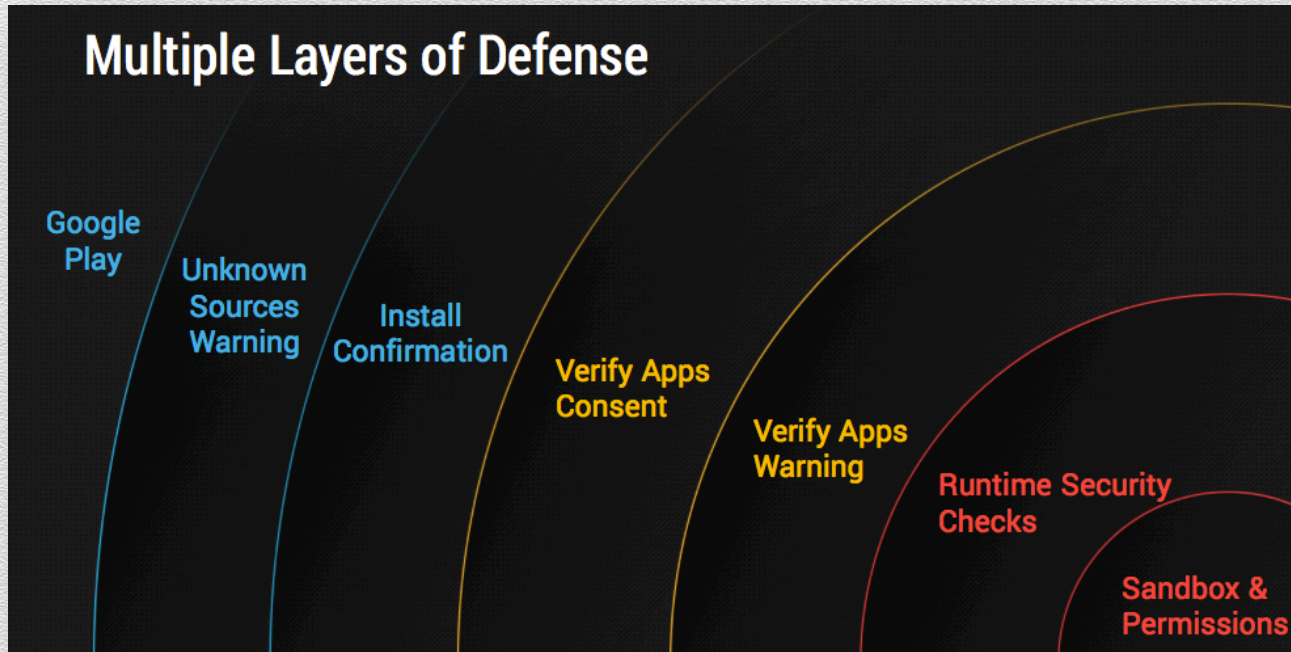 Multiple Layers of Defense
Google
Play
Unknown
Sources
Warning
Install
Confirmation
Verify Apps
Consent
Verify Apps
Warning
Runtime Security
Checks
Sandbox &
Permissions